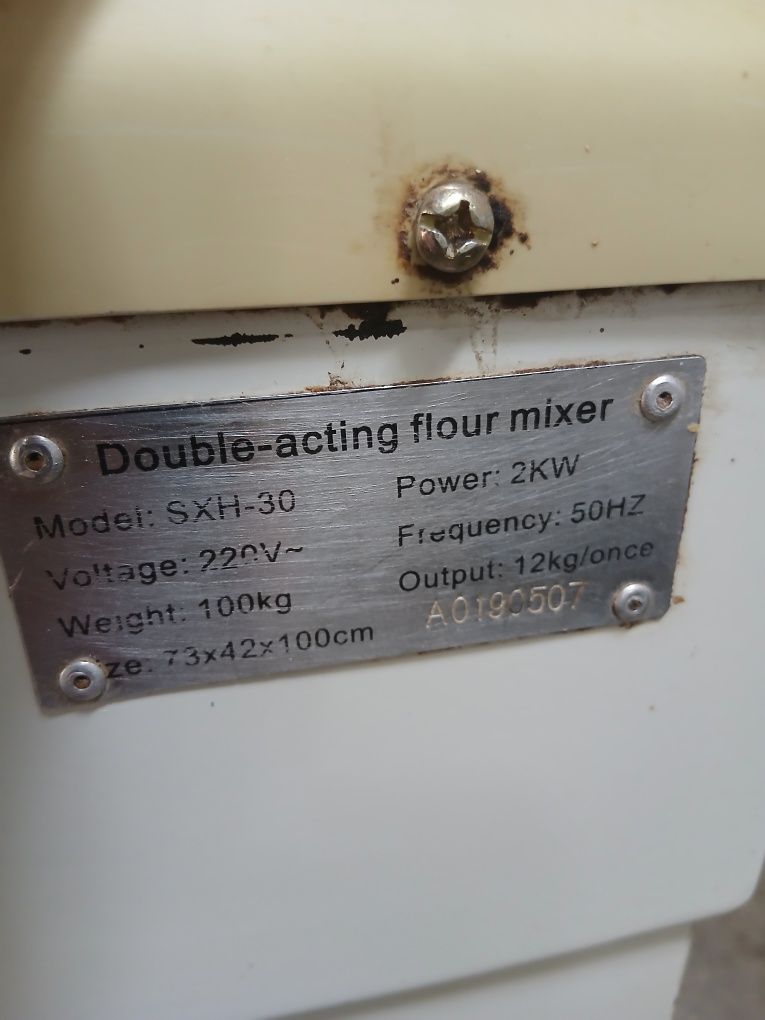 Double-acting flour mixer
Model: SXH-30
Power: 2KW
Voltage: 220V~
Frequency: 50HZ
Weight: 100kg
Output: 12kg/once
ze: 73x42x100cm
A0190507